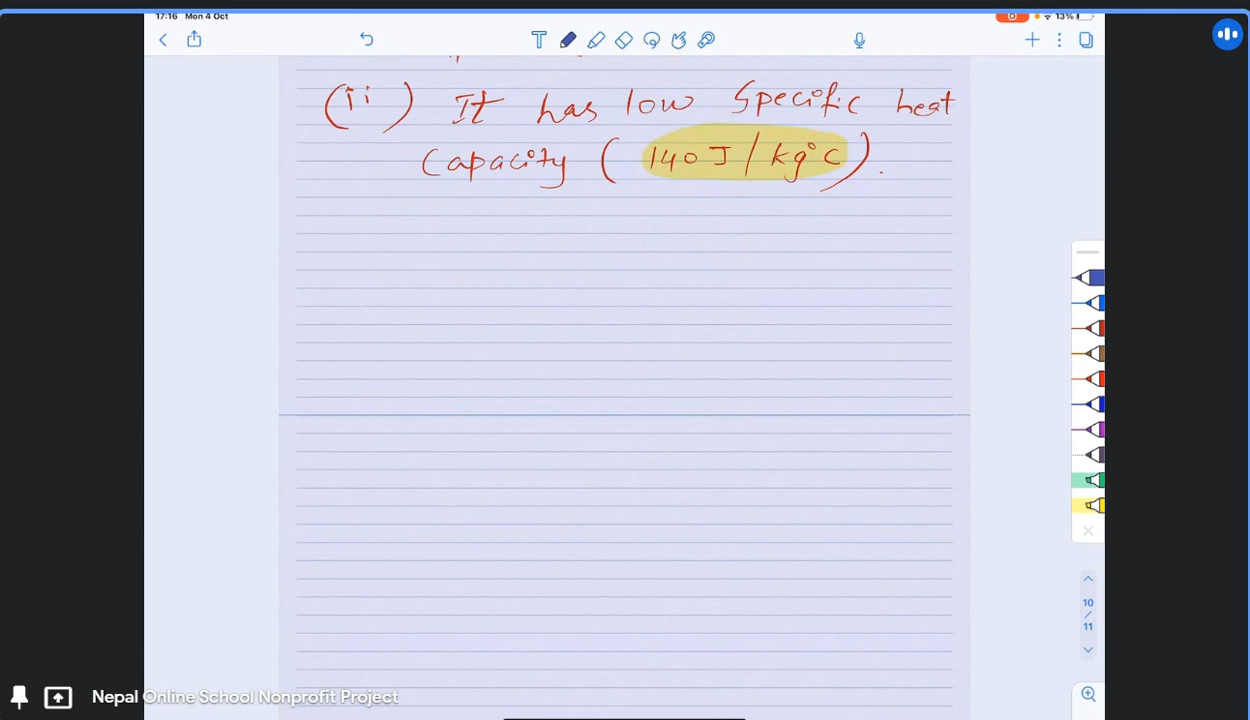 17:16 Mon 4 Oct
13%
(ii) It has low specific heat
capacity ( 140 J / kg°C ).
10
/
11
Nepal Online School Nonprofit Project